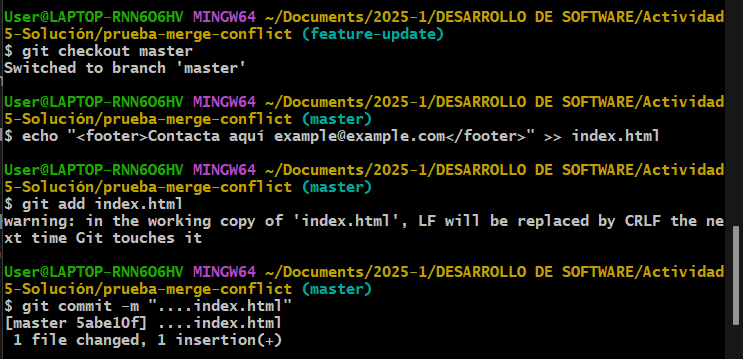 User@LAPTOP-RNN6O6HV MINGW64 ~/Documents/2025-1/DESARROLLO DE SOFTWARE/Actividad
5-Solución/prueba-merge-conflict (feature-update)
$ git checkout master
Switched to branch 'master'
User@LAPTOP-RNN6O6HV MINGW64 ~/Documents/2025-1/DESARROLLO DE SOFTWARE/Actividad
5-Solución/prueba-merge-conflict (master)
$ echo "<footer>Contacta aquí example@example.com</footer>" >> index.html
User@LAPTOP-RNN6O6HV MINGW64 ~/Documents/2025-1/DESARROLLO DE SOFTWARE/Actividad
5-Solución/prueba-merge-conflict (master)
$ git add index.html
warning: in the working copy of 'index.html', LF will be replaced by CRLF the ne
xt time Git touches it
User@LAPTOP-RNN6O6HV MINGW64 ~/Documents/2025-1/DESARROLLO DE SOFTWARE/Actividad
5-Solución/prueba-merge-conflict (master)
$ git commit -m "....index.html"
[master 5abe10f] ....index.html
 1 file changed, 1 insertion(+)